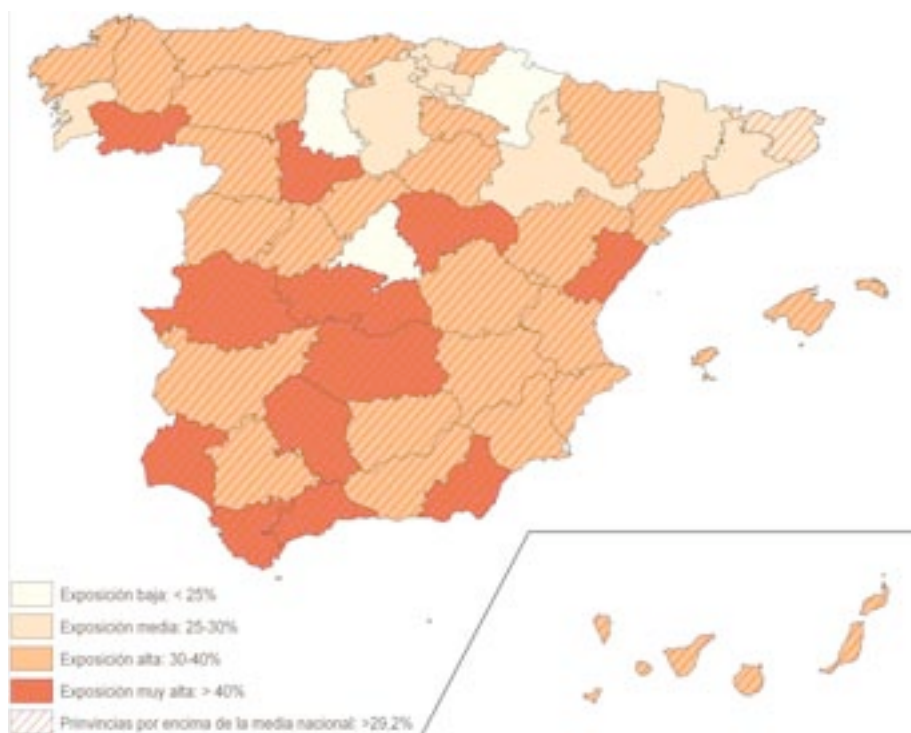 Exposición baja: < 25%
Exposición media: 25-30%
Exposición alta: 30-40%
Exposición muy alta: > 40%
Prinvincias por encima de la media nacional: >29,2%